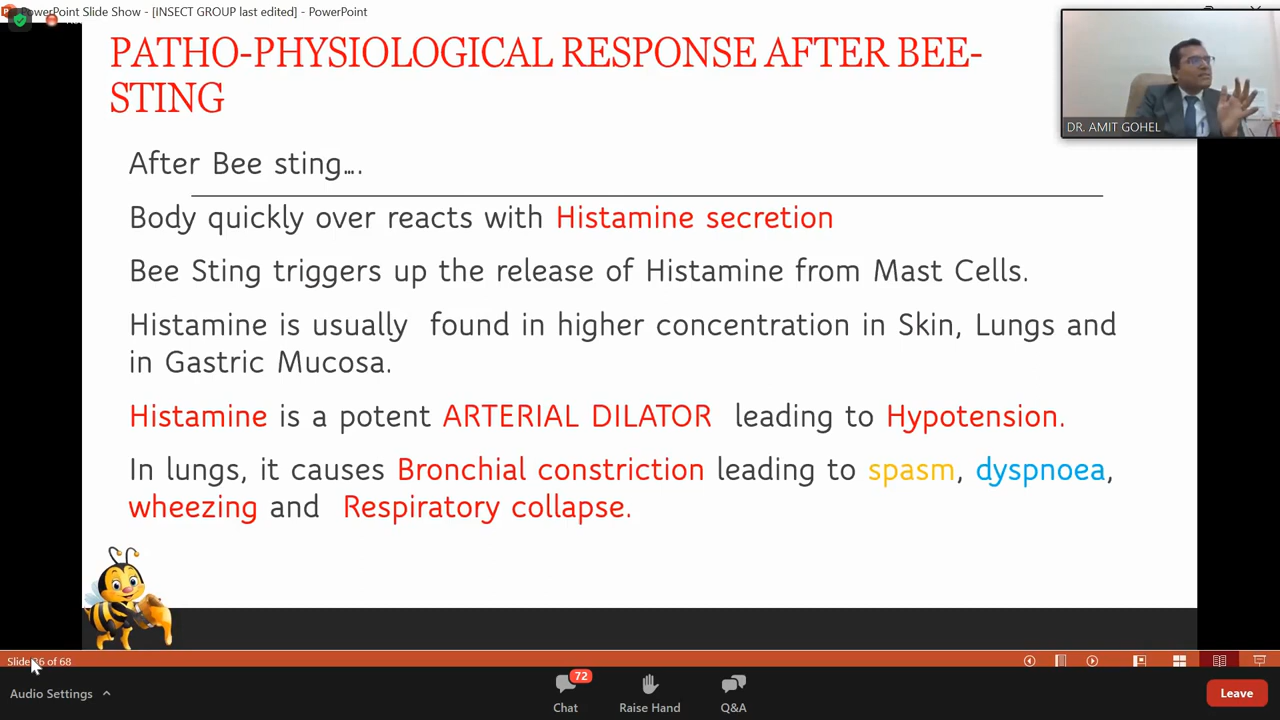 PowerPoint Slide Show - [INSECT GROUP last edited] - PowerPoint
PATHO-PHYSIOLOGICAL RESPONSE AFTER BEE-
STING
DR. AMIT GOHEL
After Bee sting….
Body quickly over reacts with Histamine secretion
Bee Sting triggers up the release of Histamine from Mast Cells.
Histamine is usually found in higher concentration in Skin, Lungs and
in Gastric Mucosa.
Histamine is a potent ARTERIAL DILATOR leading to Hypotension.
In lungs, it causes Bronchial constriction leading to spasm, dyspnoea,
wheezing and Respiratory collapse.
Slide 26 of 68
Audio Settings
72
Chat
Raise Hand
Q&A
Leave